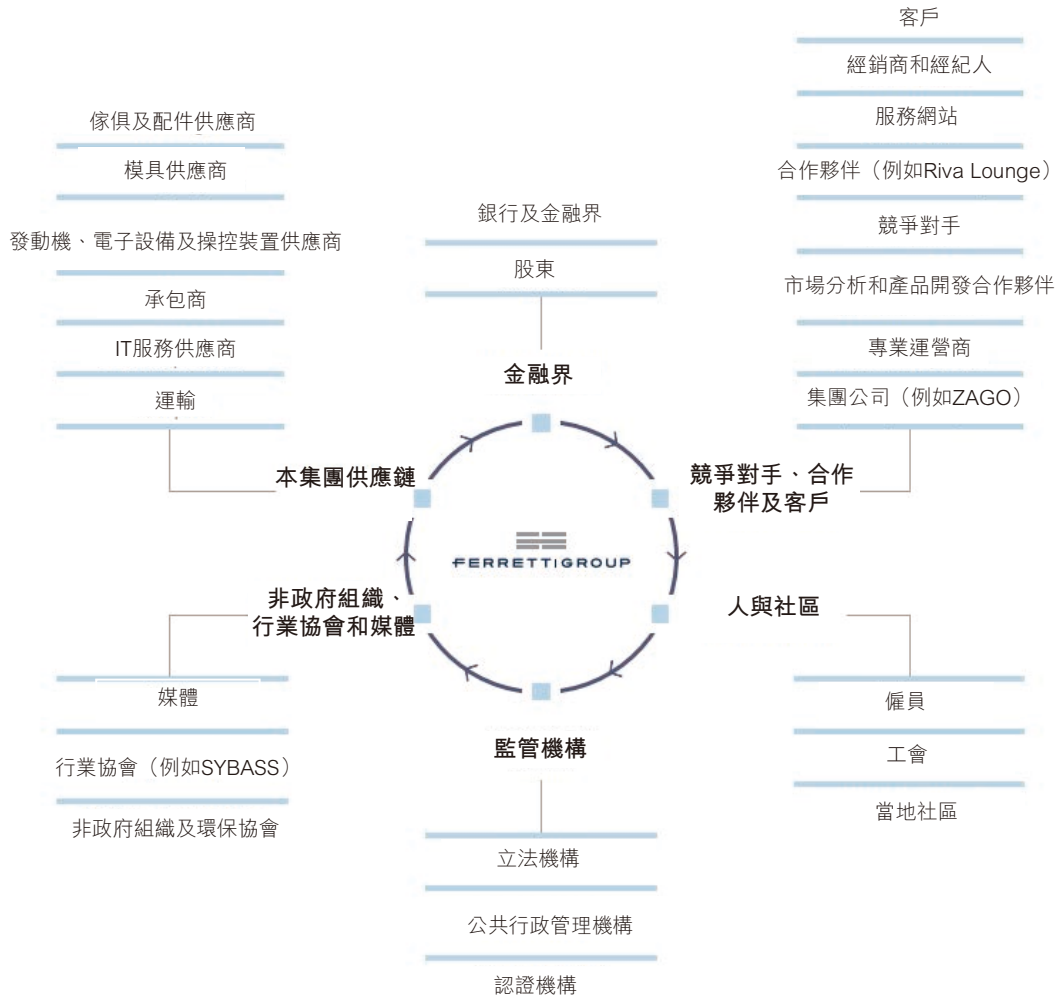 傢俱及配件供應商
模具供應商
發動機、電子設備及操控裝置供應商
承包商
IT服務供應商
運輸
本集團供應鏈
銀行及金融界
股東
金融界
客戶
經銷商和經紀人
服務網站
合作夥伴（例如Riva Lounge）
競爭對手
市場分析和產品開發合作夥伴
專業運營商
集團公司（例如ZAGO）
競爭對手、合作
夥伴及客戶
FERRETTIGROUP
非政府組織、
行業協會和媒體
媒體
行業協會（例如SYBASS）
非政府組織及環保協會
監管機構
立法機構
公共行政管理機構
認證機構
人與社區
僱員
工會
當地社區